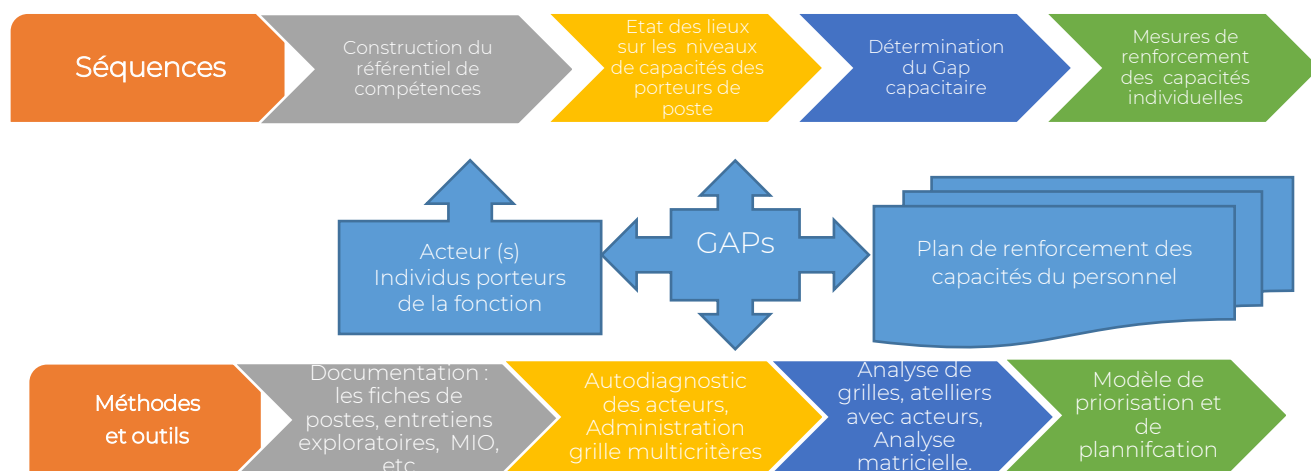 Séquences
Construction du
référentiel de
compétences
Etat des lieux
sur les niveaux
de capacités des
porteurs de
poste
Détermination
du Gap
capacitaire
Mesures de
renforcement
des capacités
individuelles
Acteur (s)
Individus porteurs
de la fonction
GAPs
Plan de renforcement des
capacités du personnel
Méthodes
et outils
Documentation :
les fiches de
postes, entretiens
exploratoires, MIO,
etc
Autodiagnostic
des acteurs,
Administration
grille multicritères
Analyse de
grilles, atelliers
avec acteurs,
Analyse
matricielle.
Modèle de
priorisation et
de
plannifcation